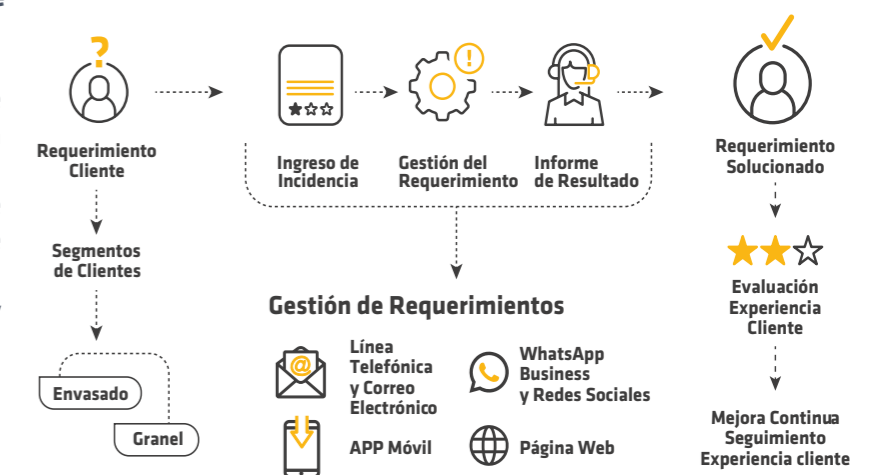 ?
Requerimiento
Cliente
Segmentos
de Clientes
Envasado
Granel
Ingreso de
Incidencia
Gestión del
Requerimiento
!
Informe
de Resultado
Gestión de Requerimientos
@
Línea
Telefónica
y Correo
Electrónico
WhatsApp
Business
y Redes Sociales
APP Móvil
Página Web
Requerimiento
Solucionado
Evaluación
Experiencia
Cliente
Mejora Continua
Seguimiento
Experiencia cliente